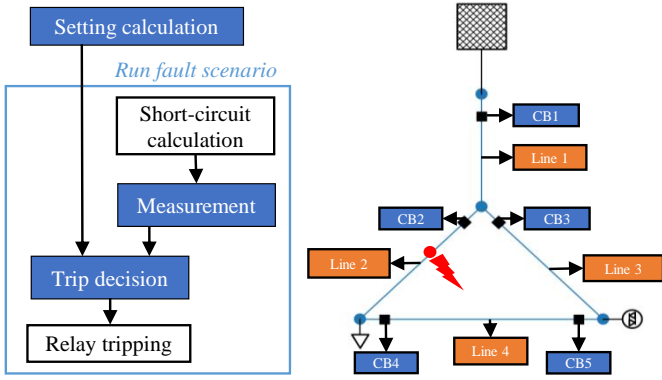 Setting calculation
Run fault scenario
Short-circuit
calculation
Measurement
Trip decision
Relay tripping
CB1
Line 1
CB2
CB3
Line 2
Line 3
CB4
Line 4
CB5